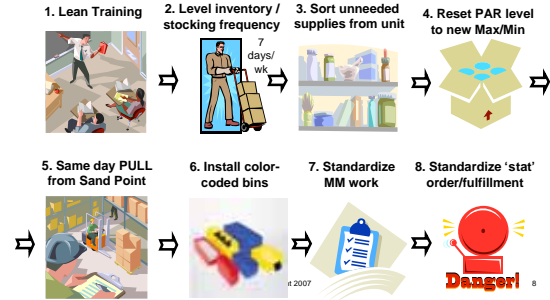 1. Lean Training
2. Level inventory /
stocking frequency
7
days/
wk
3. Sort unneeded
supplies from unit
4. Reset PAR level
to new Max/Min
5. Same day PULL
from Sand Point
6. Install color-
coded bins
7. Standardize
MM work
8. Standardize ‘stat’
order/fulfillment
Danger!
2007
8